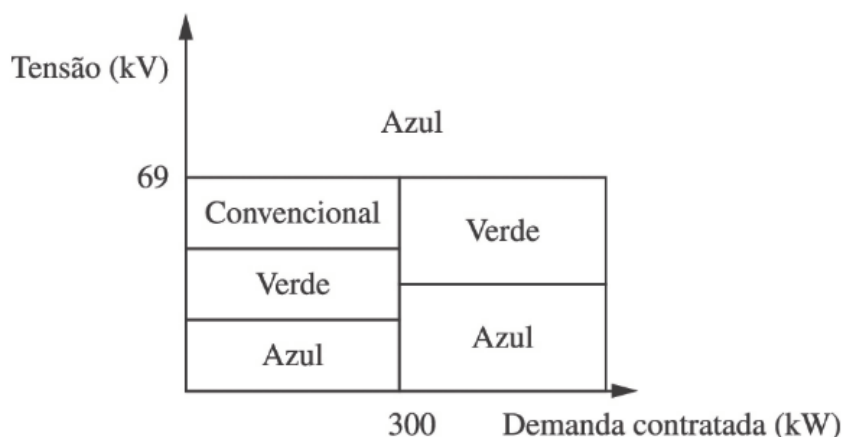 Tensão (kV)
Azul
69
Convencional
Verde
Verde
Azul
Azul
300
Demanda contratada (kW)